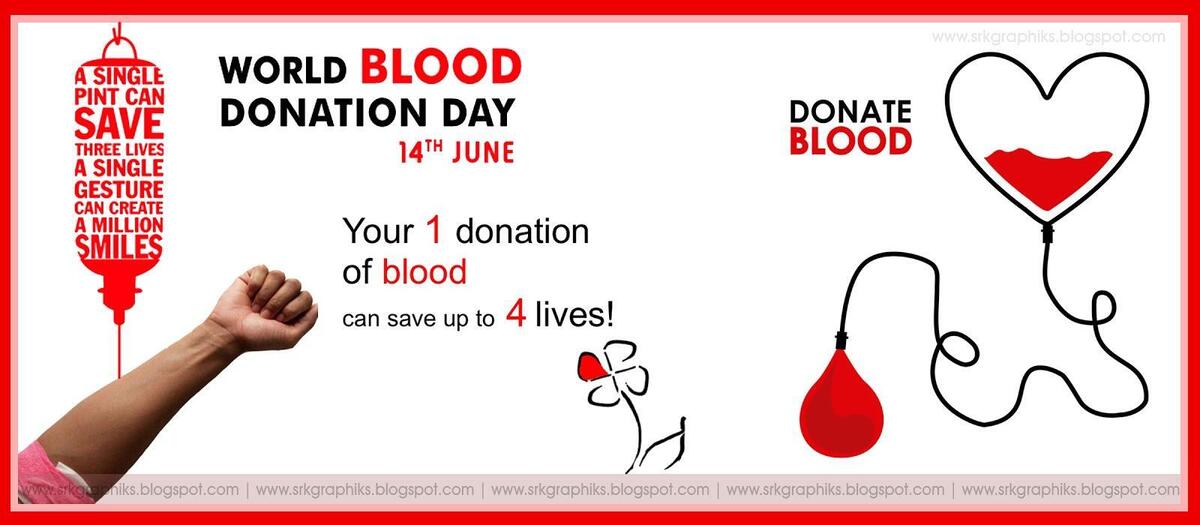 www.srkgraphiks.blogspot.com
A SINGLE
PINT CAN
SAVE
THREE LIVES
A SINGLE
GESTURE
CAN CREATE
A MILLION
SMILES
WORLD BLOOD
DONATION DAY
14TH JUNE
Your 1 donation
of blood
can save up to 4 lives!
DONATE
BLOOD
www.srkgraphiks.blogspot.com | www.srkgraphiks.blogspot.com | www.srkgraphiks.blogspot.com | www.srkgraphiks.blogspot.com | www.srkgraphiks.blogspot.com